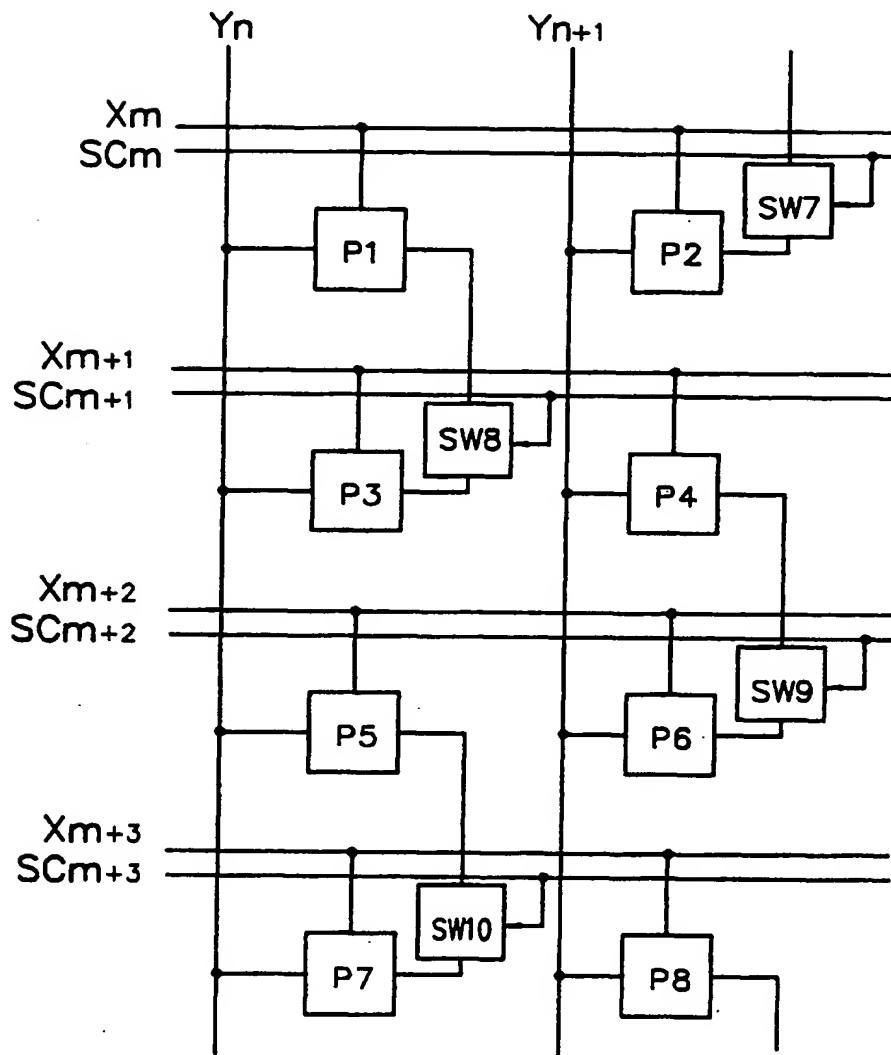 Yn Yn+1
Xm
SCm
SW7
P1 P2
Xm+1
SCm+1
SW8
P3 P4
Xm+2
SCm+2
SW9
P5 P6
Xm+3
SCm+3
SW10
P7 P8